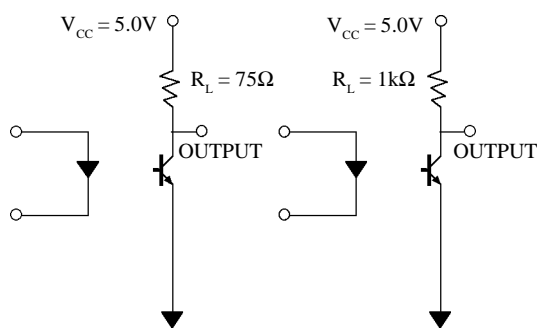 V_CC = 5.0V
R_L = 75Ω
OUTPUT
V_CC = 5.0V
R_L = 1kΩ
OUTPUT